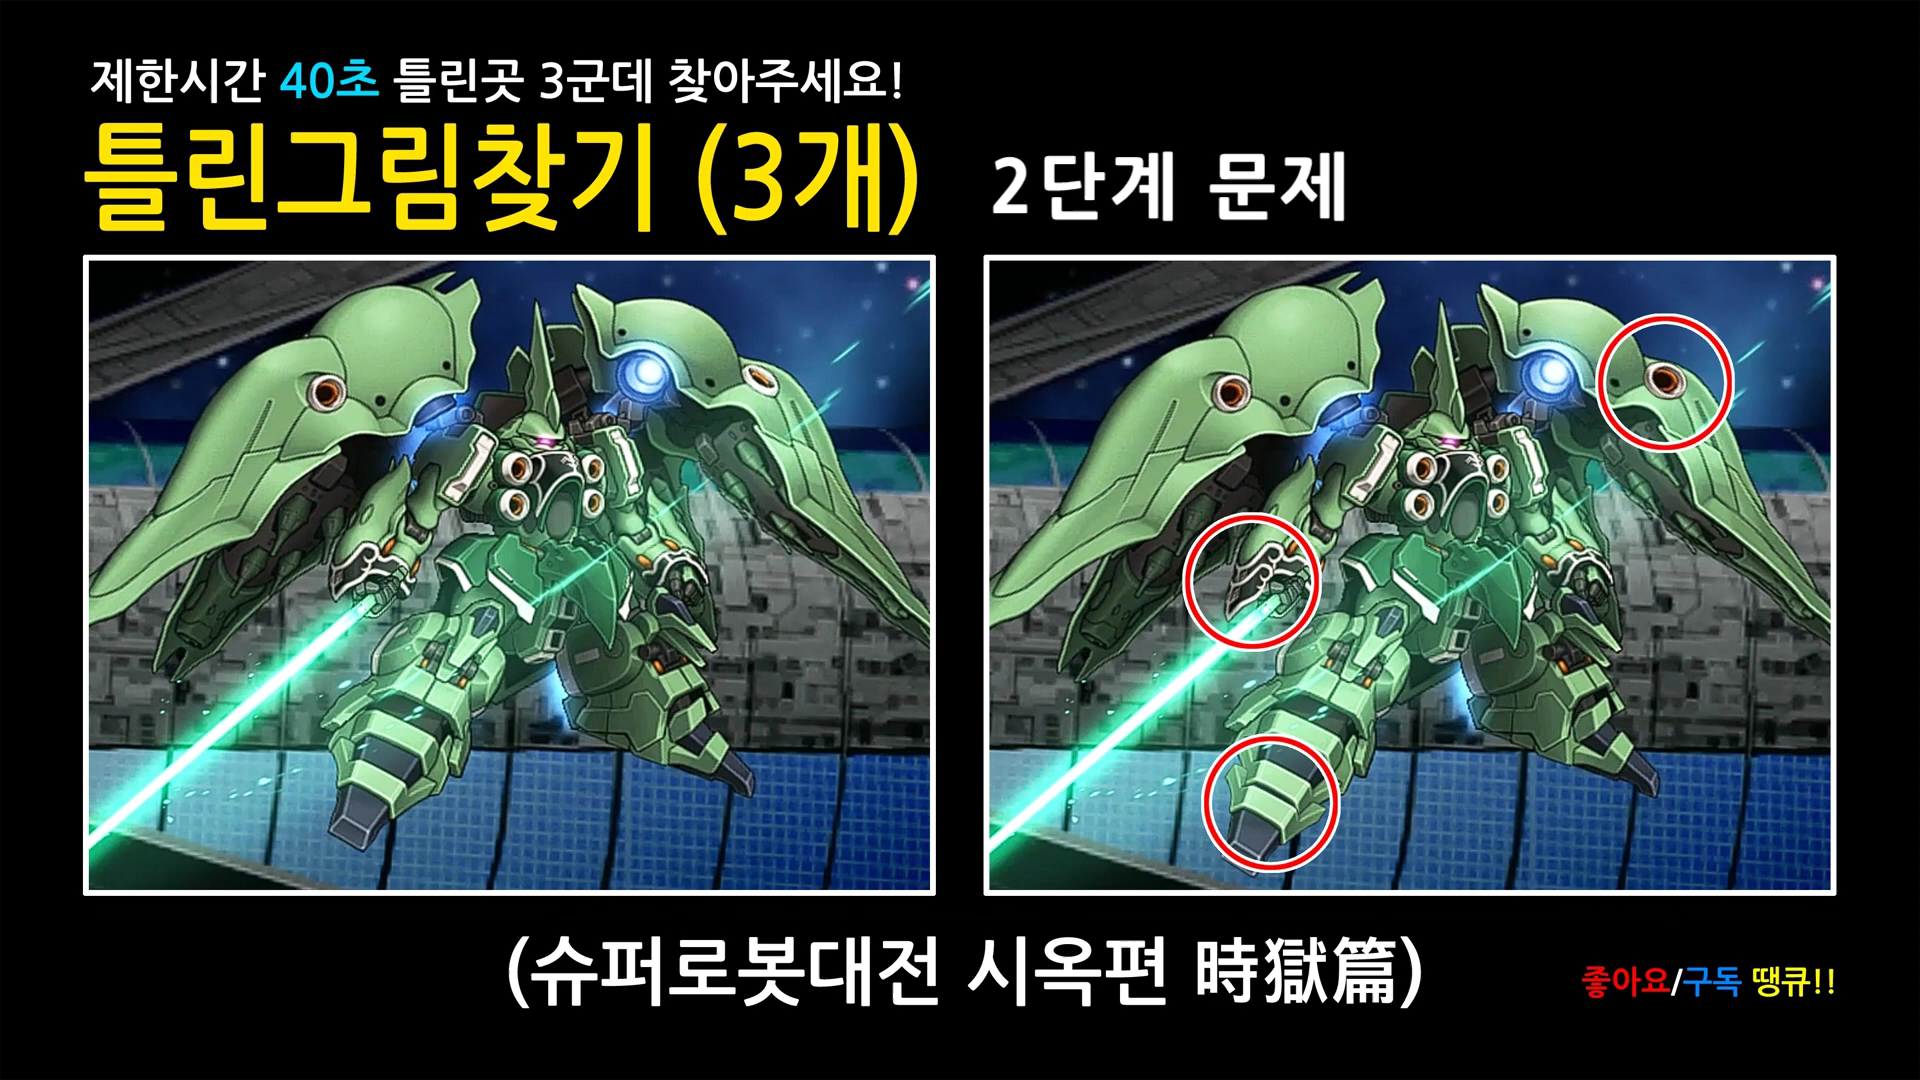 제한시간 40초 틀린곳 3군데 찾아주세요!
틀린그림찾기 (3개) 2단계 문제
(슈퍼로봇대전 시옥편 時獄篇)
좋아요/구독 땡큐!!